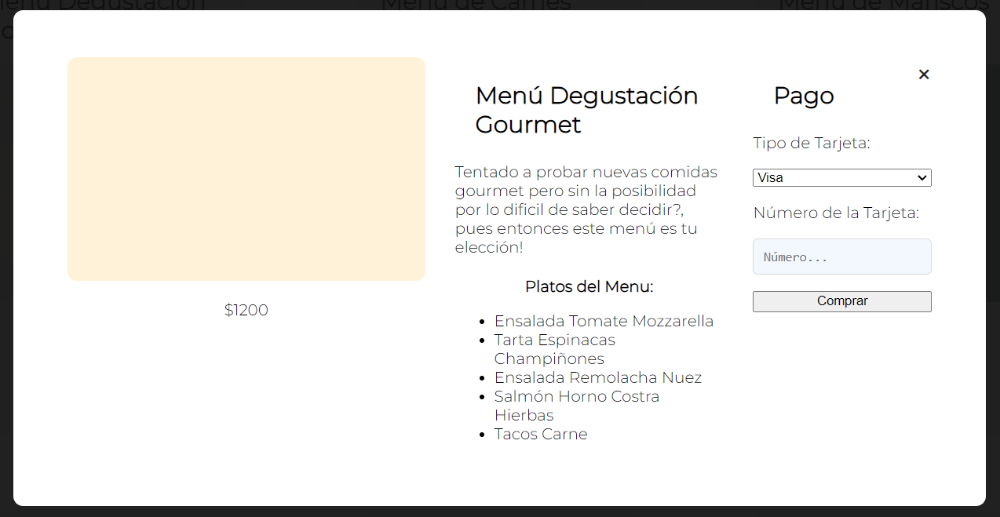 Menú Degustación
Menú de Carnes
Menú de Mariscos
$1200
Menú Degustación
Gourmet
Tentado a probar nuevas comidas
gourmet pero sin la posibilidad
por lo dificil de saber decidir?,
pues entonces este menú es tu
elección!
Platos del Menu:
Ensalada Tomate Mozzarella
Tarta Espinacas
Champiñones
Ensalada Remolacha Nuez
Salmón Horno Costra
Hierbas
Tacos Carne
×
Pago
Tipo de Tarjeta:
Visa
Número de la Tarjeta:
Número...
Comprar